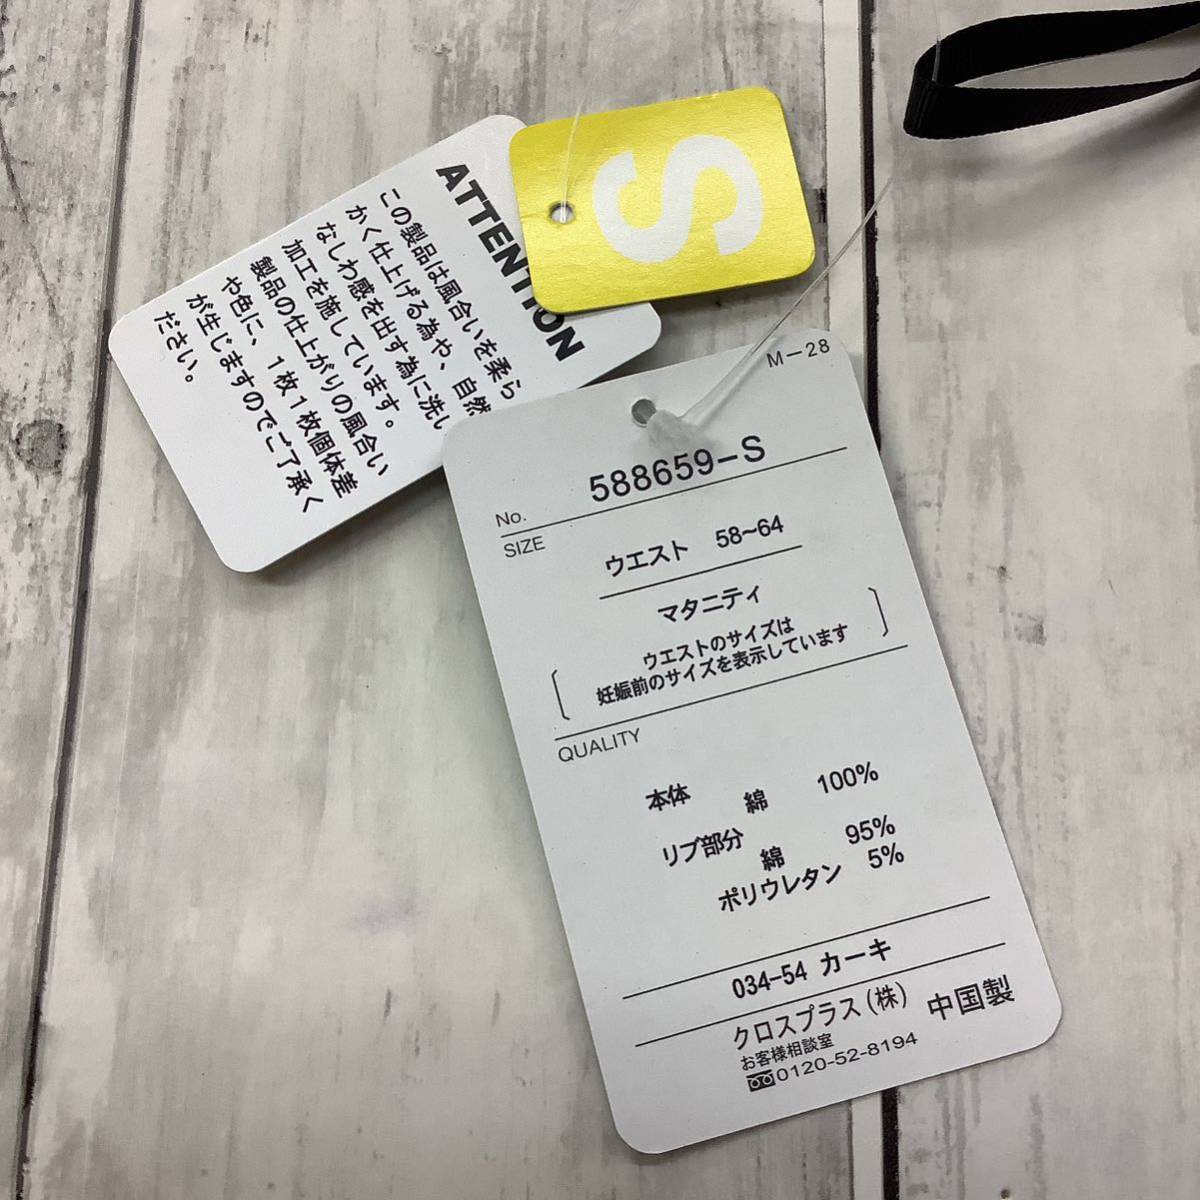 ATTENTION
この製品は風合いを柔ら
かく仕上げる為や、自然
なしわ感を出す為に洗い
加工を施しています。
製品の仕上がりの風合い
や色に、1枚1枚個体差
が生じますのでご了承く
ださい。
S
M-28
No. 588659-S
SIZE
ウエスト 58~64
マタニティ
ウエストのサイズは
妊娠前のサイズを表示しています
QUALITY
本体
綿 100%
リブ部分
綿 95%
ポリウレタン 5%
034-54 カーキ
クロスプラス(株) 中国製
お客様相談室
0120-52-8194